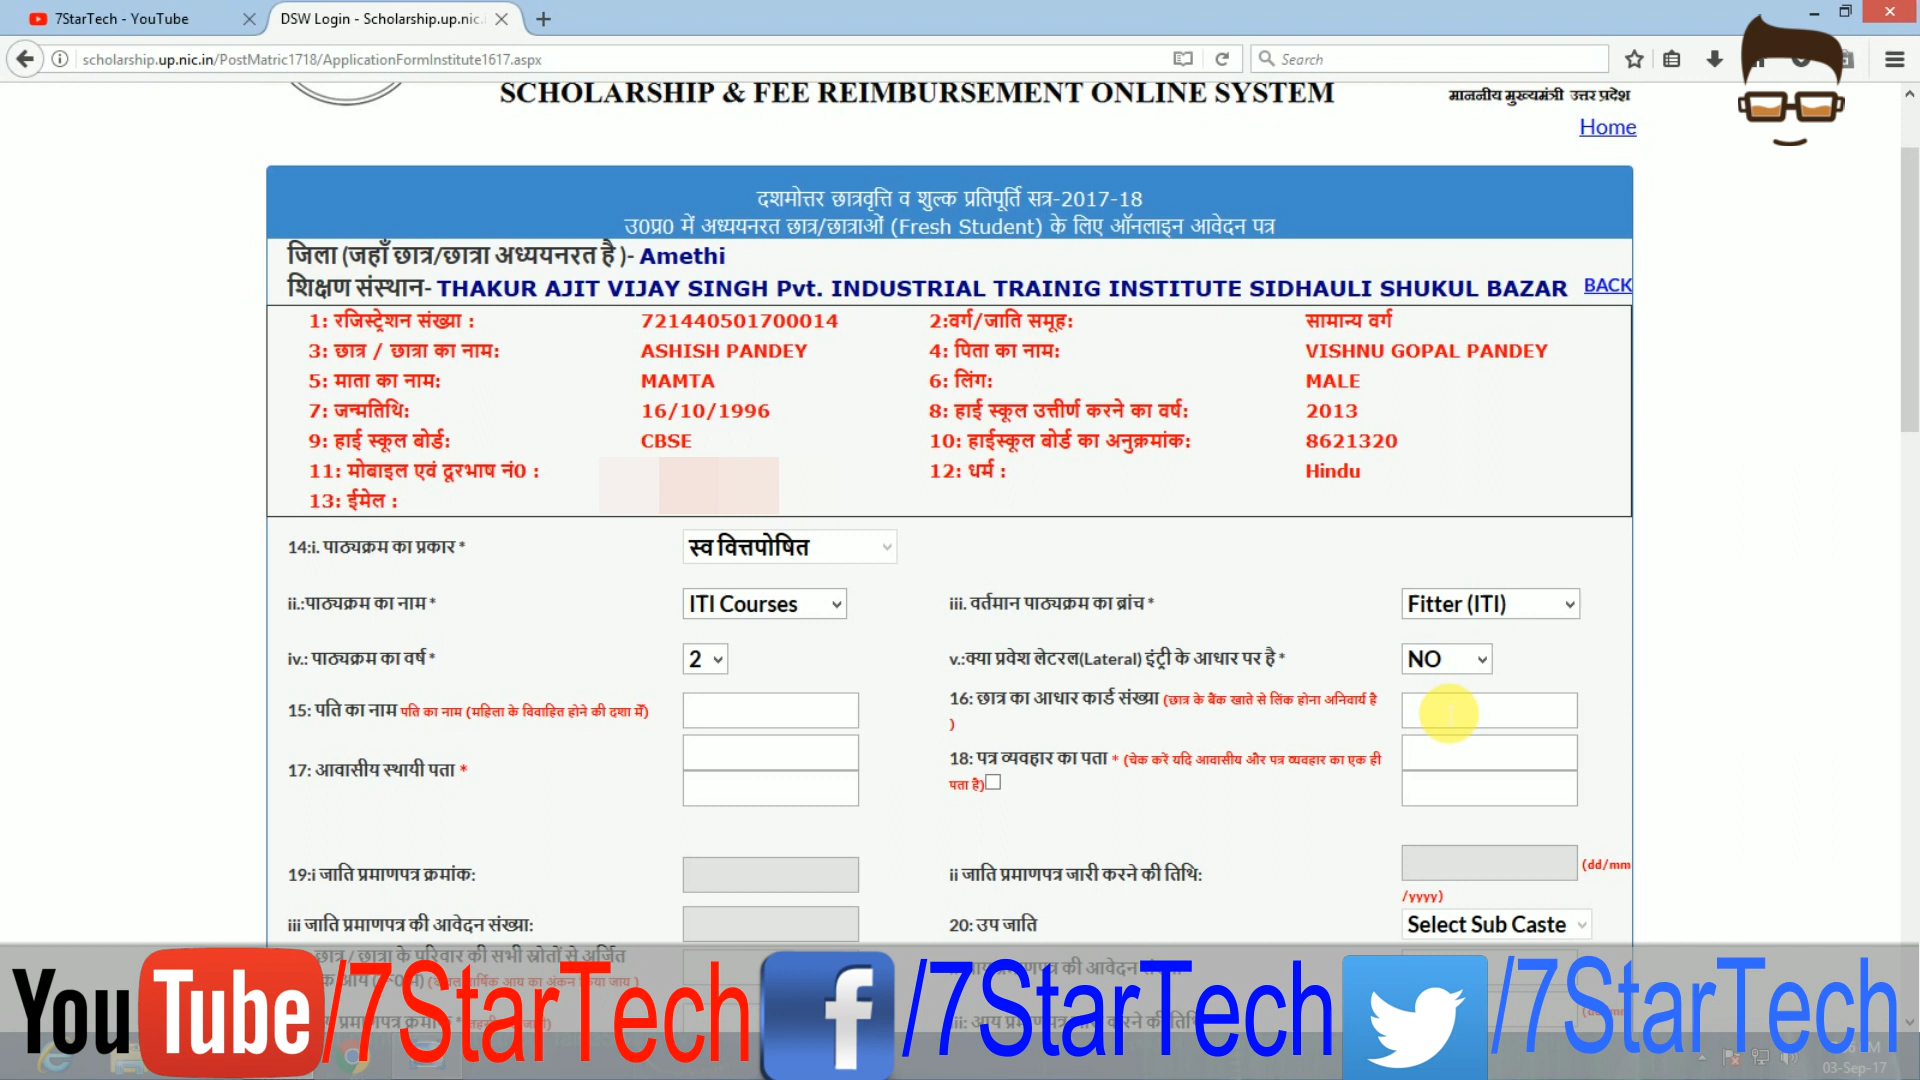 7StarTech - YouTube
DSW Login - Scholarship.up.nic.i
scholarship.up.nic.in/PostMatric1718/ApplicationFormInstitute1617.aspx
Search
SCHOLARSHIP & FEE REIMBURSEMENT ONLINE SYSTEM
माननीय मुख्यमंत्री उत्तर प्रदेश
Home
दशमोत्तर छात्रवृत्ति व शुल्क प्रतिपूर्ति सत्र-2017-18
उ0प्र0 में अध्ययनरत छात्र/छात्राओं (Fresh Student) के लिए ऑनलाइन आवेदन पत्र
जिला (जहाँ छात्र/छात्रा अध्ययनरत है )- Amethi
शिक्षण संस्थान- THAKUR AJIT VIJAY SINGH Pvt. INDUSTRIAL TRAINIG INSTITUTE SIDHAULI SHUKUL BAZAR BACK
1: रजिस्ट्रेशन संख्या : 721440501700014 2:वर्ग/जाति समूह: सामान्य वर्ग
3: छात्र / छात्रा का नाम: ASHISH PANDEY 4: पिता का नाम: VISHNU GOPAL PANDEY
5: माता का नाम: MAMTA 6: लिंग: MALE
7: जन्मतिथि: 16/10/1996 8: हाई स्कूल उत्तीर्ण करने का वर्ष: 2013
9: हाई स्कूल बोर्ड: CBSE 10: हाईस्कूल बोर्ड का अनुक्रमांक: 8621320
11: मोबाइल एवं दूरभाष नं0 : 12: धर्म : Hindu
13: ईमेल :
14:i. पाठ्यक्रम का प्रकार * स्व वित्तपोषित
ii.:पाठ्यक्रम का नाम * ITI Courses iii. वर्तमान पाठ्यक्रम का ब्रांच * Fitter (ITI)
iv.: पाठ्यक्रम का वर्ष * 2 v.:क्या प्रवेश लेटरल(Lateral) इंट्री के आधार पर है * NO
15: पति का नाम पति का नाम (महिला के विवाहित होने की दशा में) 16: छात्र का आधार कार्ड संख्या (छात्र के बैंक खाते से लिंक होना अनिवार्य है
)
17: आवासीय स्थायी पता * 18: पत्र व्यवहार का पता * (चेक करें यदि आवासीय और पत्र व्यवहार का एक ही
पता है)
19:i जाति प्रमाणपत्र क्रमांक: ii जाति प्रमाणपत्र जारी करने की तिथि: (dd/mm
/yyyy)
iii जाति प्रमाणपत्र की आवेदन संख्या: 20: उप जाति Select Sub Caste
छात्र / छात्रा के परिवार की सभी स्रोतों से अर्जित
YouTube /7StarTech f /7StarTech /7StarTech
03-Sep-17